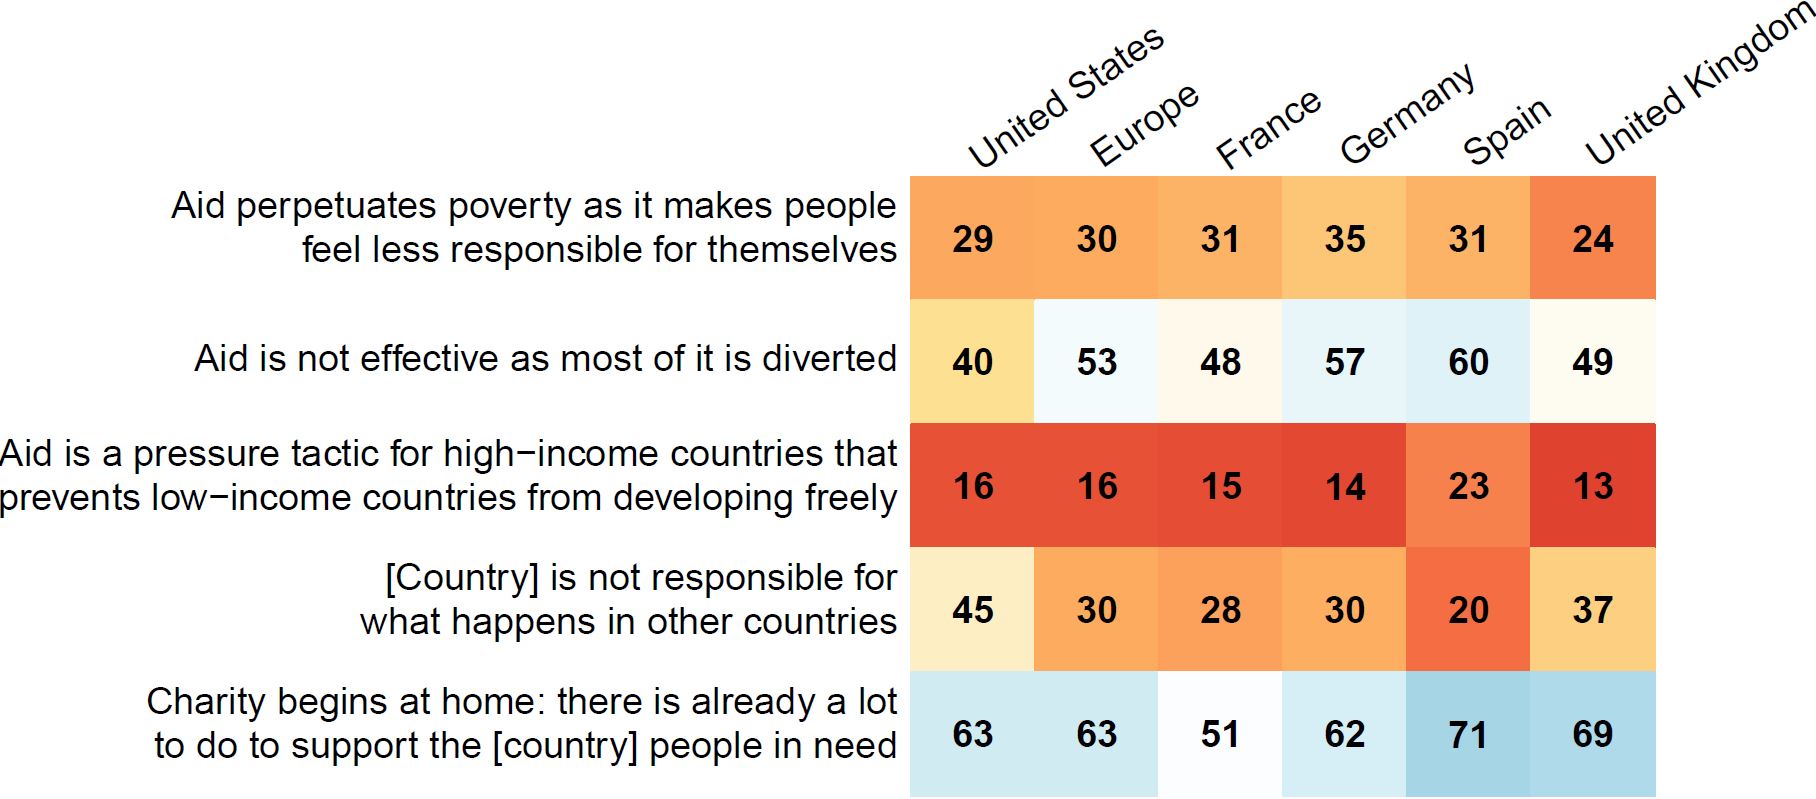 United States Europe France Germany Spain United Kingdom
Aid perpetuates poverty as it makes people
feel less responsible for themselves
29 30 31 35 31 24
Aid is not effective as most of it is diverted
40 53 48 57 60 49
Aid is a pressure tactic for high−income countries that
prevents low−income countries from developing freely
16 16 15 14 23 13
[Country] is not responsible for
what happens in other countries
45 30 28 30 20 37
Charity begins at home: there is already a lot
to do to support the [country] people in need
63 63 51 62 71 69